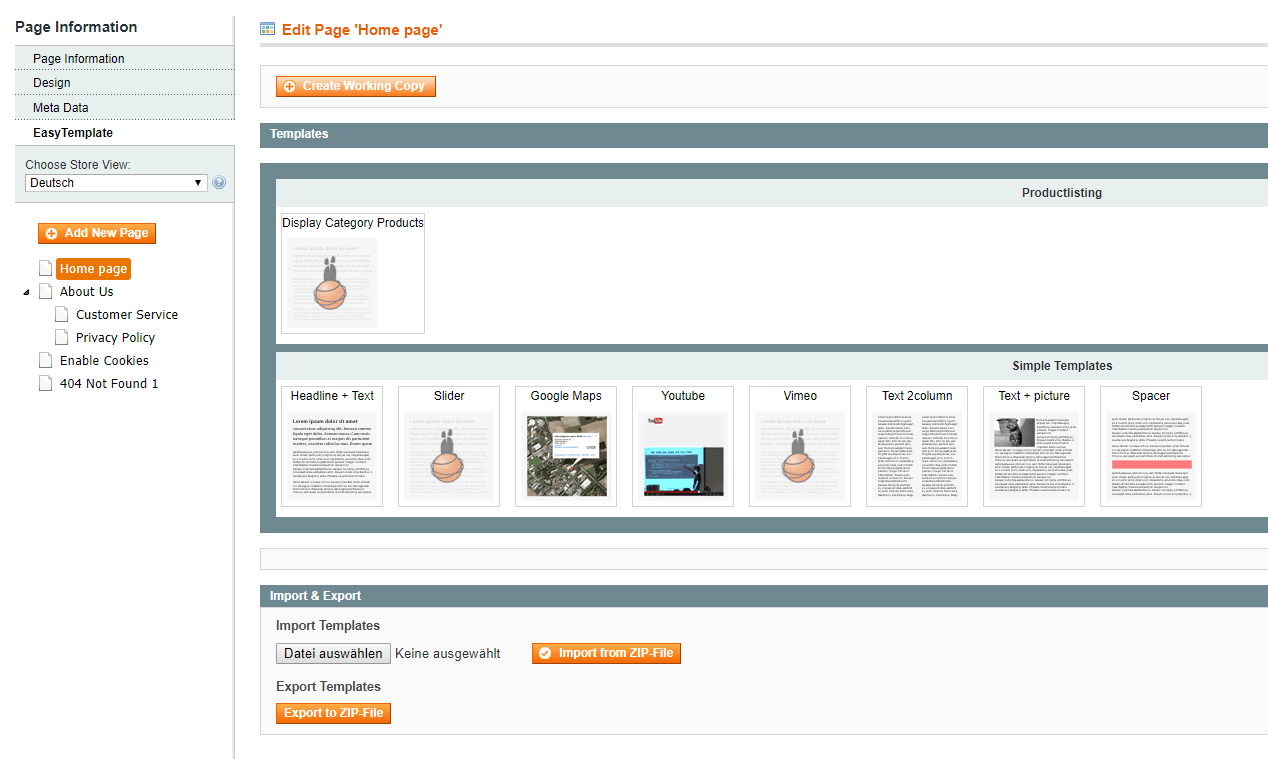 Page Information
Page Information
Design
Meta Data
EasyTemplate
Choose Store View:
Deutsch
Add New Page
Home page
About Us
Customer Service
Privacy Policy
Enable Cookies
404 Not Found 1
Edit Page 'Home page'
Create Working Copy
Templates
Productlisting
Display Category Products
Lorem ipsum dolor sit amet
Simple Templates
Headline + Text
Slider
Google Maps
Youtube
Vimeo
Text 2column
Text + picture
Spacer
Lorem ipsum dolor sit amet
Lorem ipsum dolor sit amet
Lorem ipsum dolor sit amet
Import & Export
Import Templates
Datei auswählen Keine ausgewählt
Import from ZIP-File
Export Templates
Export to ZIP-File